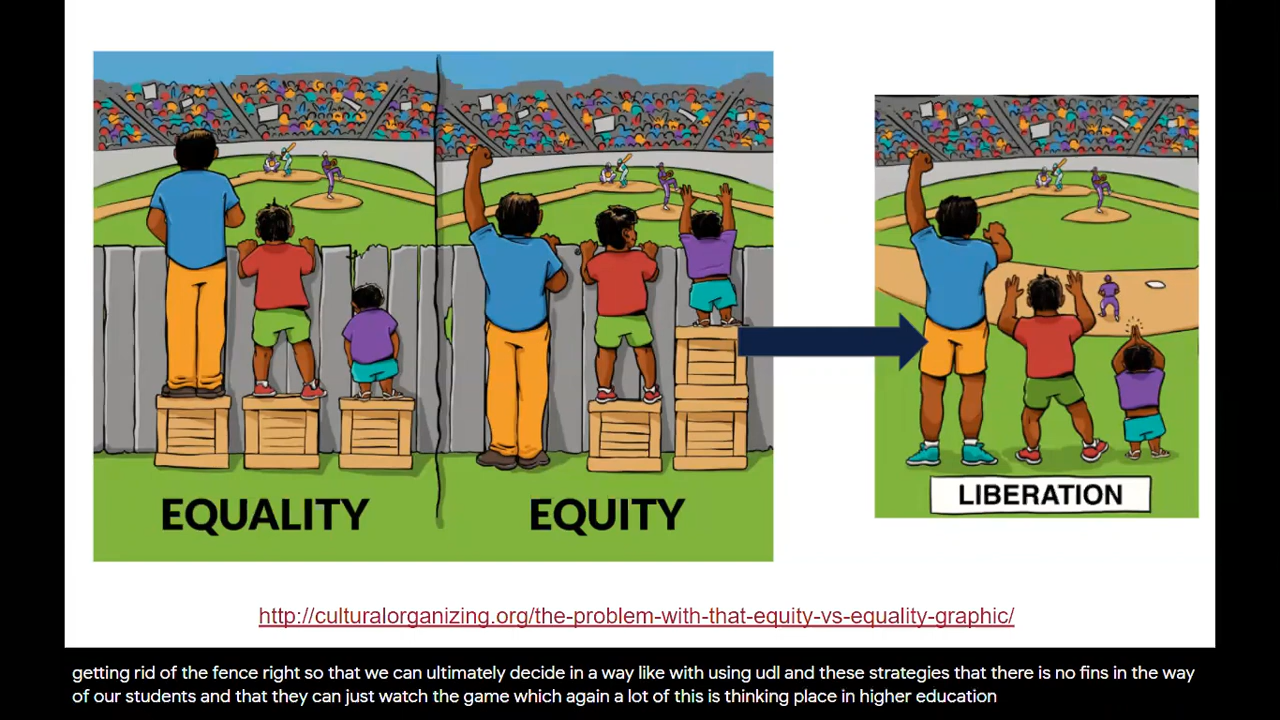 EQUALITY
EQUITY
LIBERATION
http://culturalorganizing.org/the-problem-with-that-equity-vs-equality-graphic/
getting rid of the fence right so that we can ultimately decide in a way like with using udl and these strategies that there is no fins in the way
of our students and that they can just watch the game which again a lot of this is thinking place in higher education